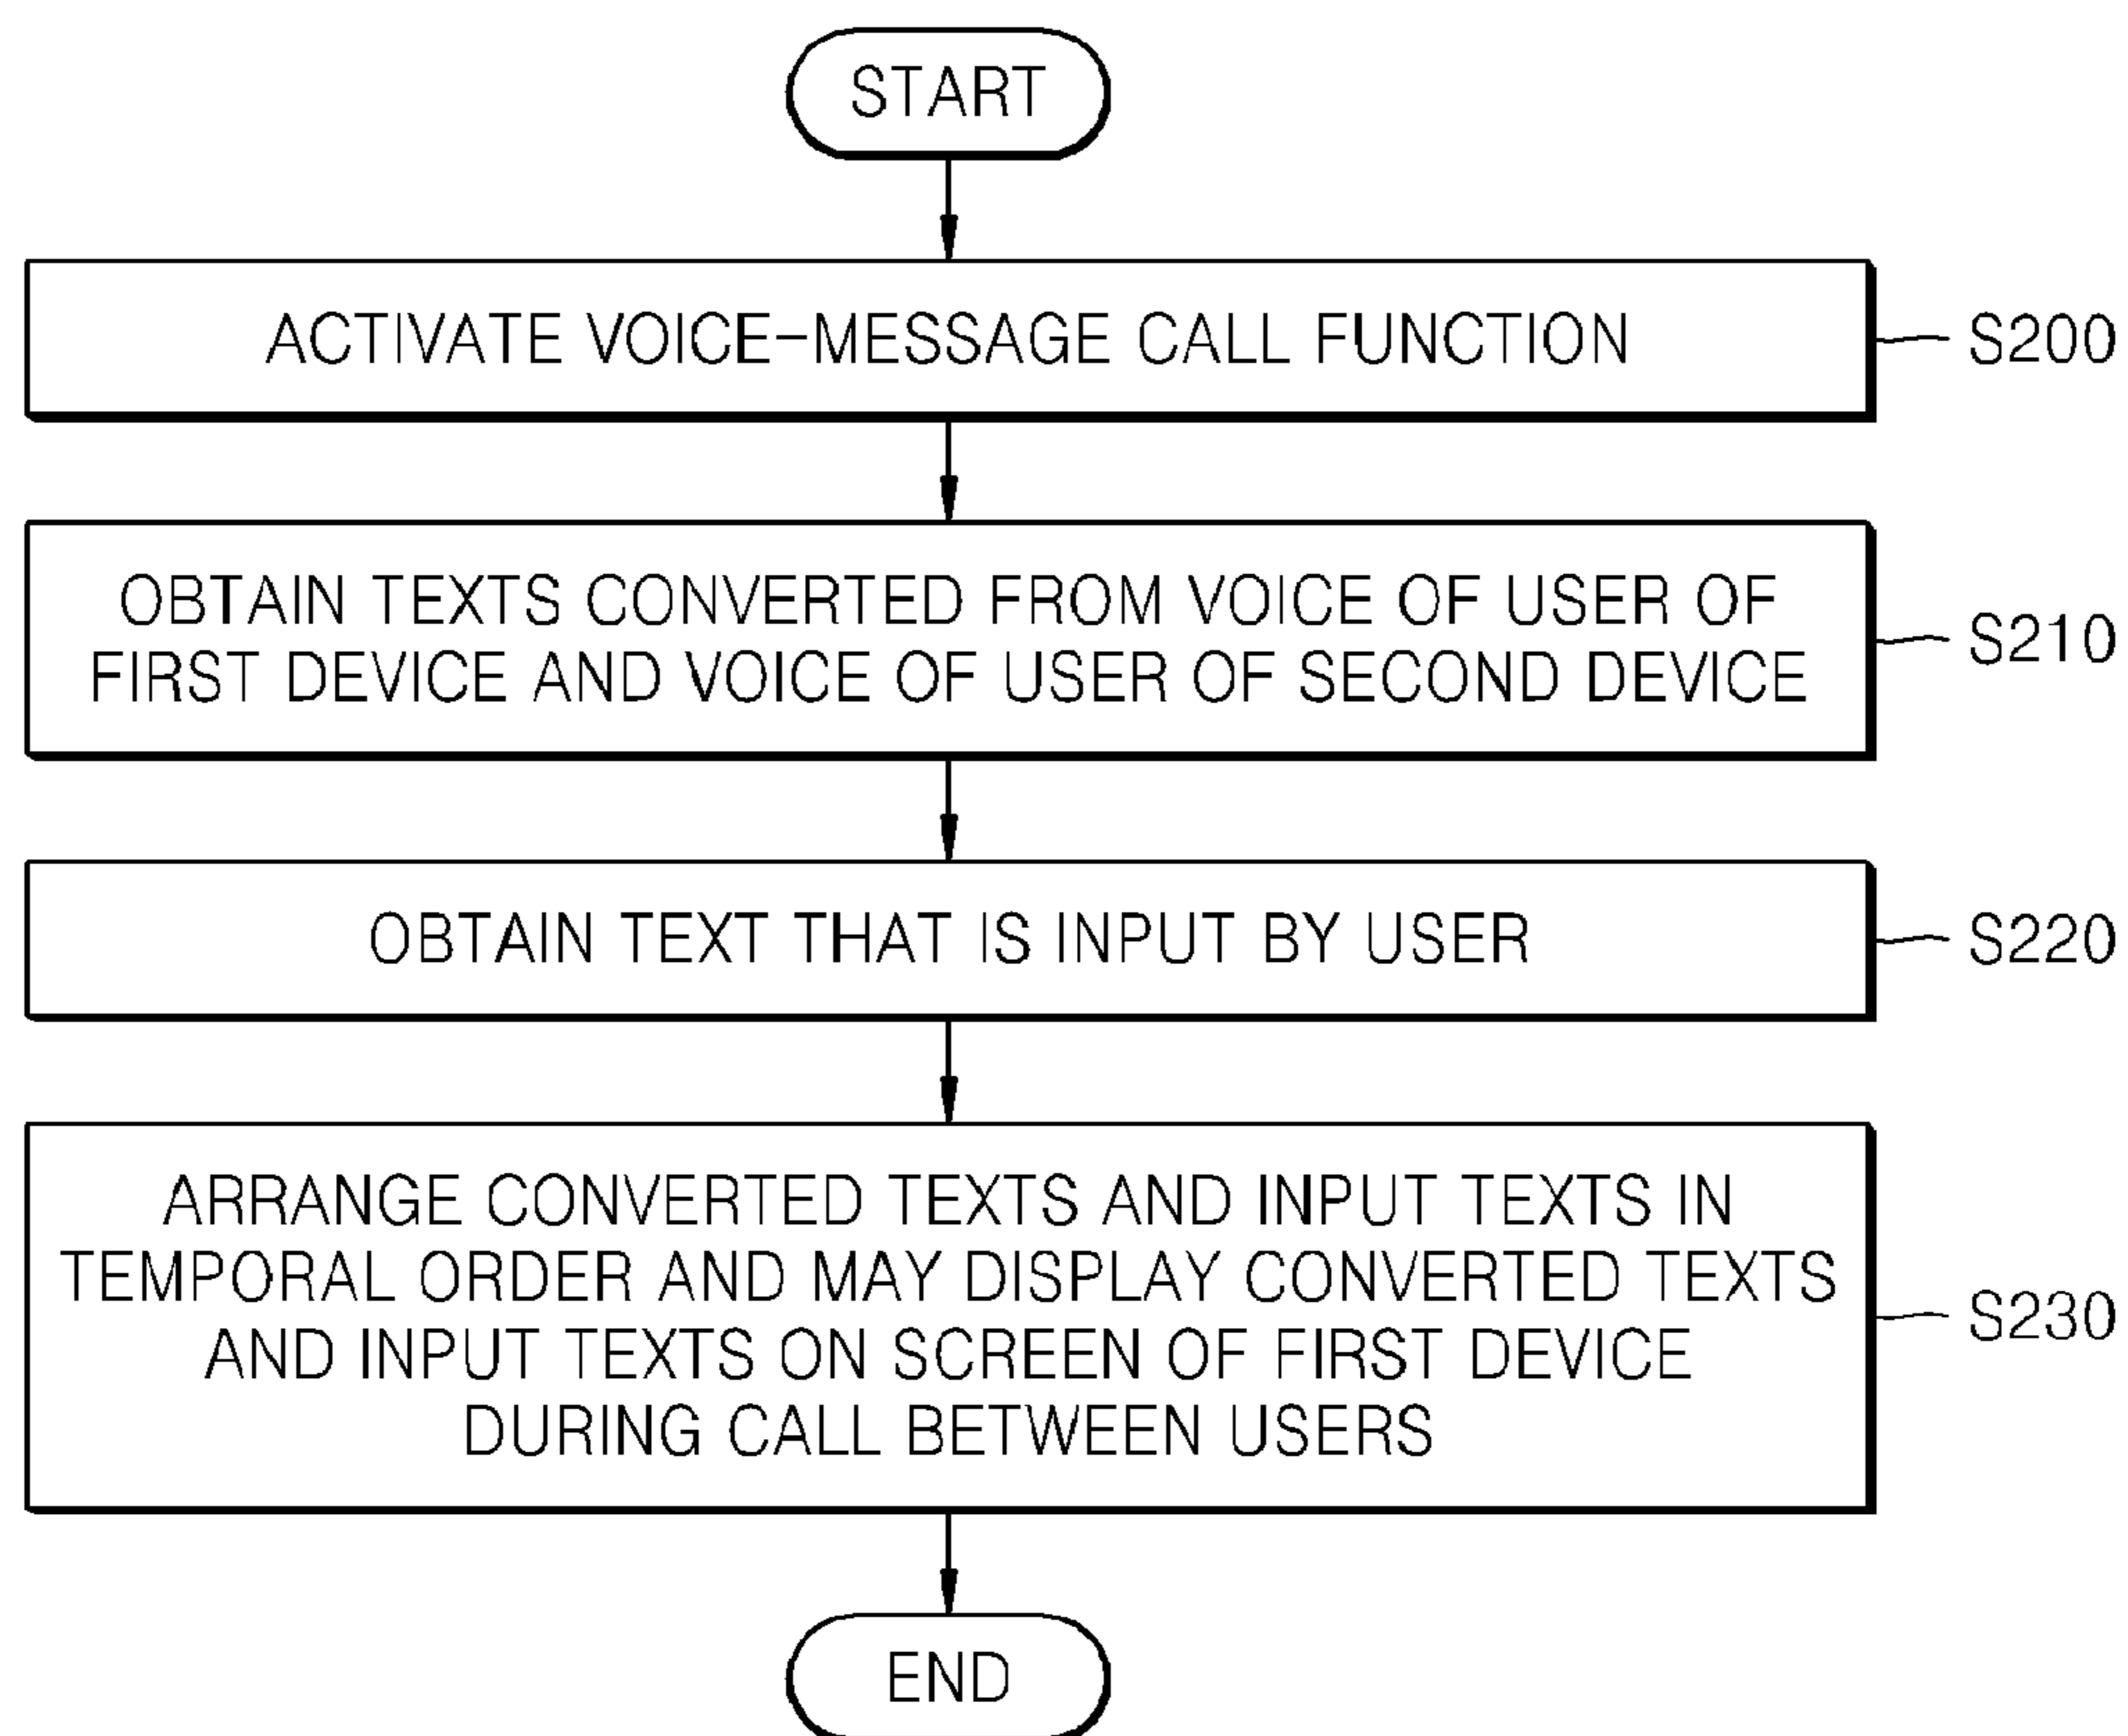 START
ACTIVATE VOICE-MESSAGE CALL FUNCTION
S200
OBTAIN TEXTS CONVERTED FROM VOICE OF USER OF
FIRST DEVICE AND VOICE OF USER OF SECOND DEVICE
S210
OBTAIN TEXT THAT IS INPUT BY USER
S220
ARRANGE CONVERTED TEXTS AND INPUT TEXTS IN
TEMPORAL ORDER AND MAY DISPLAY CONVERTED TEXTS
AND INPUT TEXTS ON SCREEN OF FIRST DEVICE
DURING CALL BETWEEN USERS
S230
END